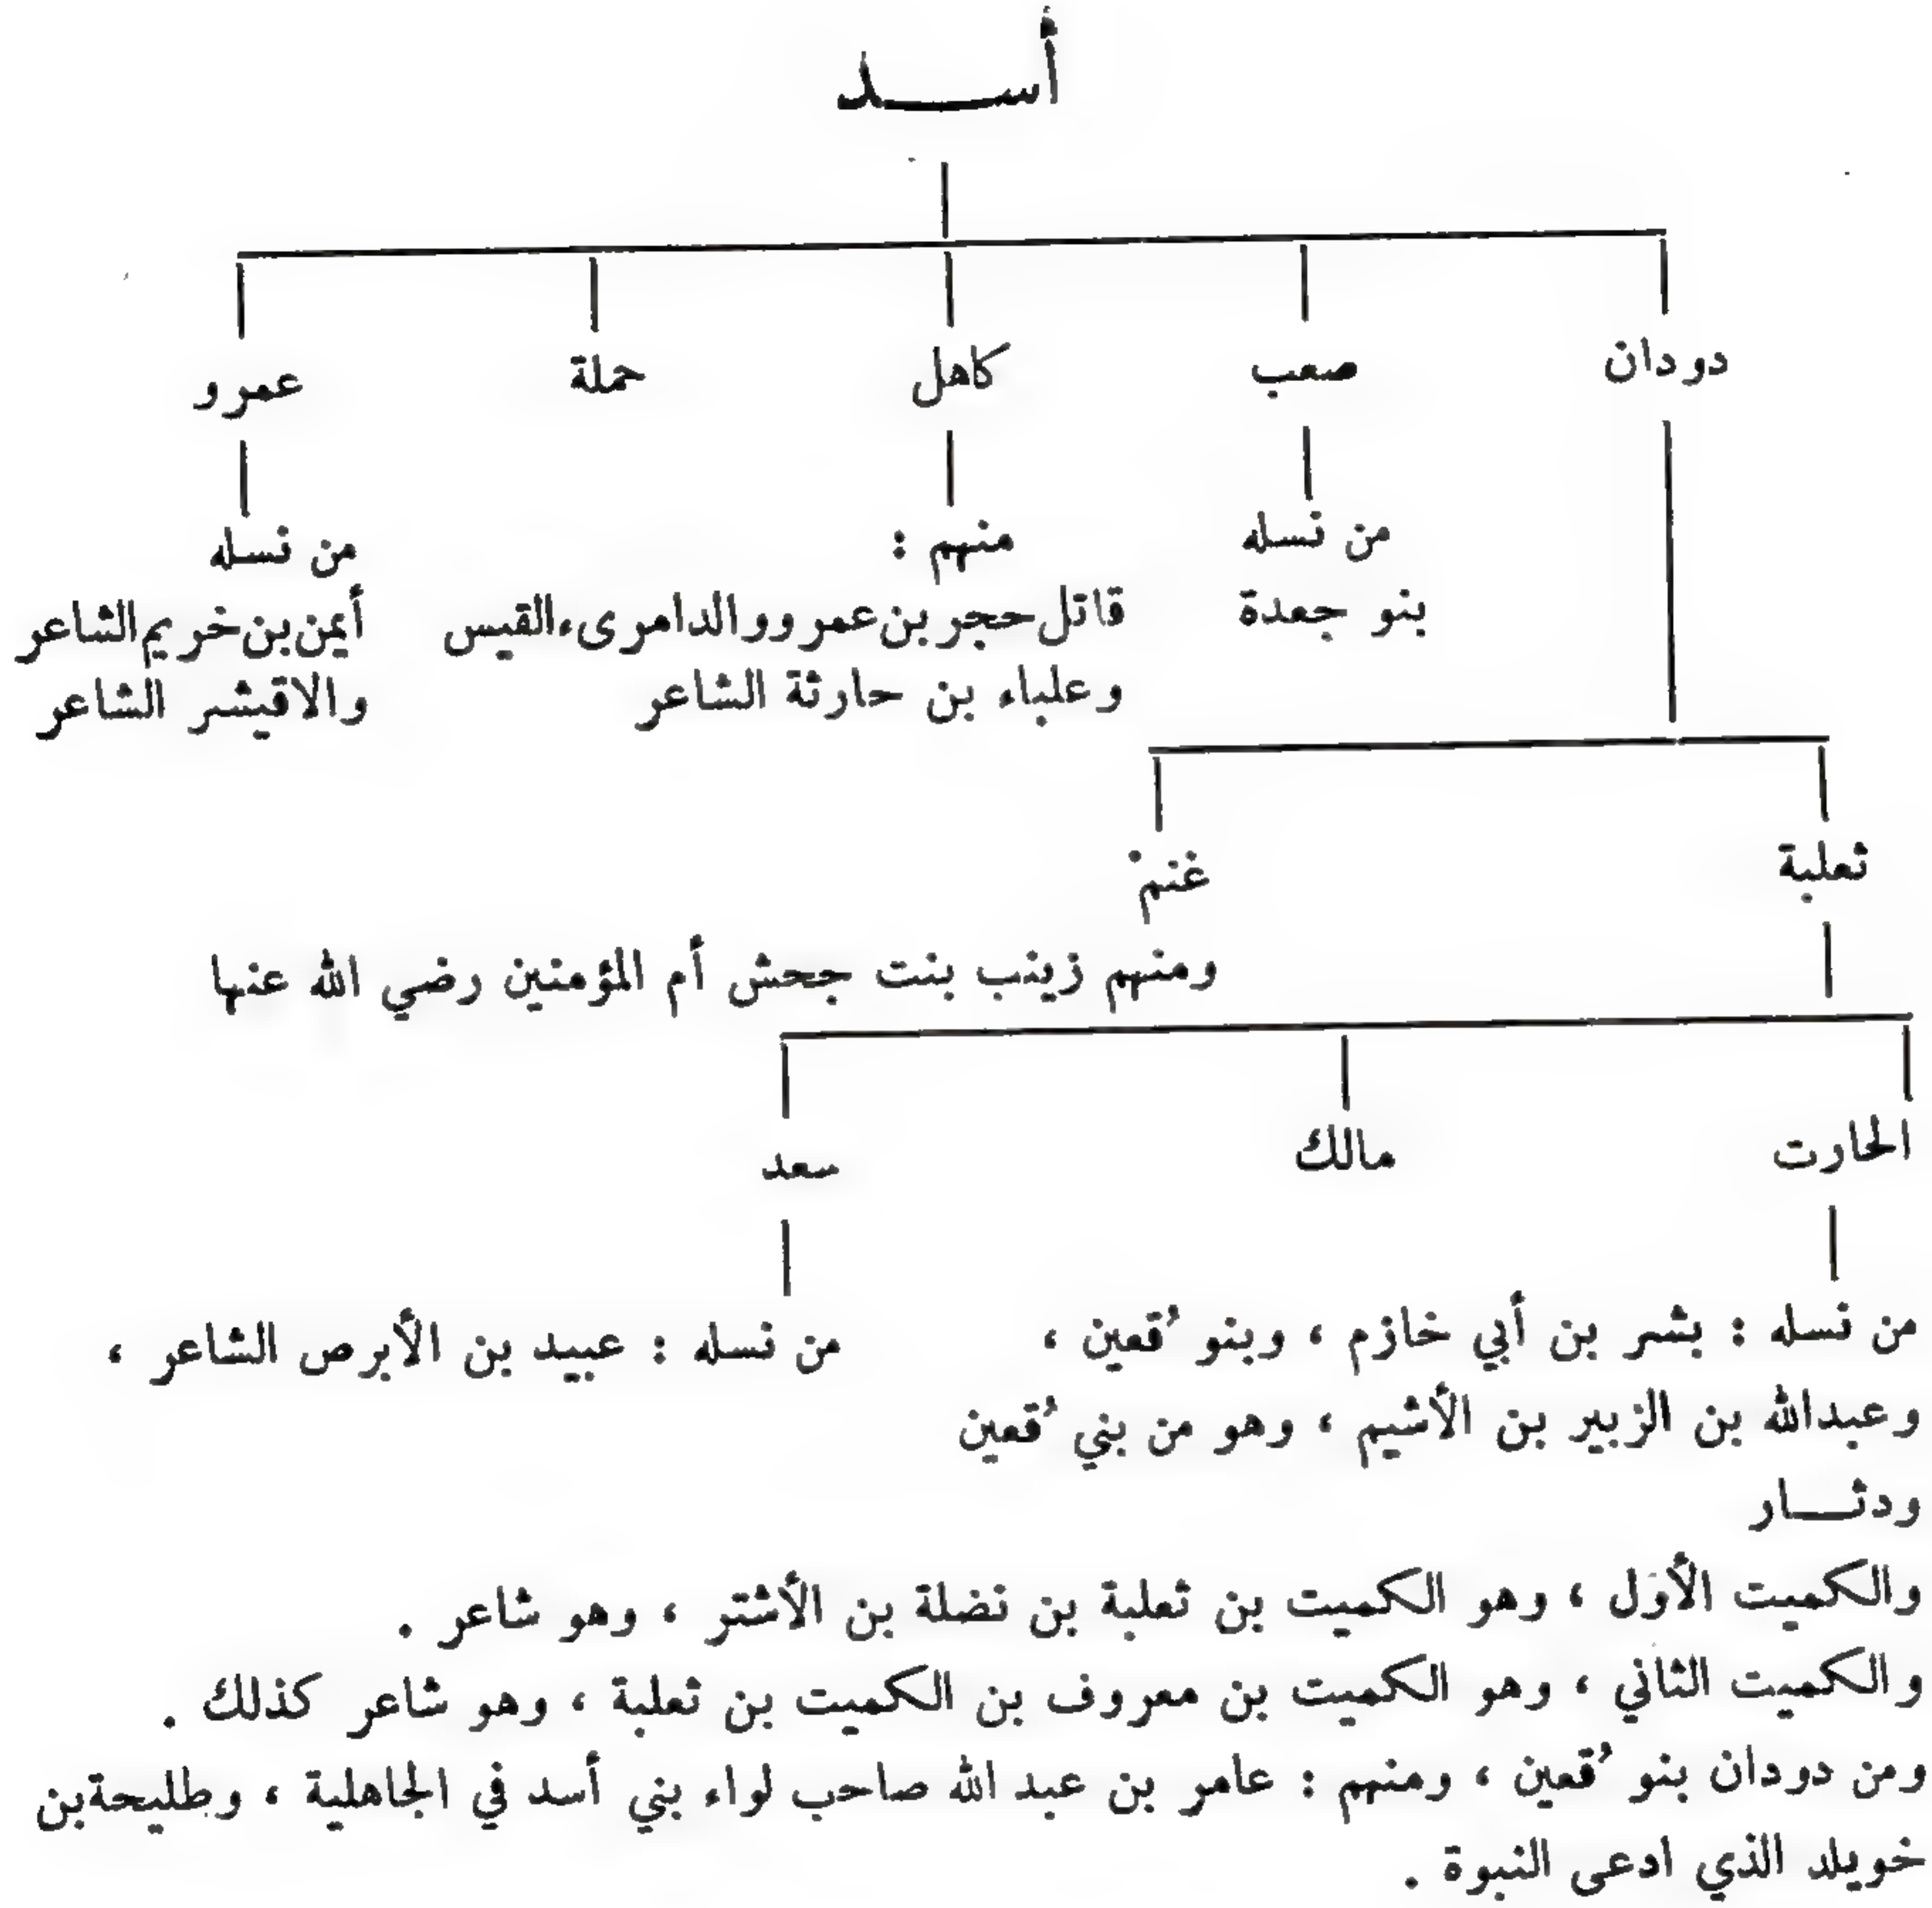 أســـد
دودان صعب كاهل حملة عمرو
من نسله منهم : من نسله
بنو جعدة قاتل حجر بن عمرو والد امرىء القيس أيمن بن خريم الشاعر
وعلباء بن حارثة الشاعر والاقيشر الشاعر
ثعلبة غنم
ومنهم زينب بنت جحش أم المؤمنين رضي الله عنها
الحارت مالك سعد
من نسله : بشر بن أبي خازم ، وبنو ُقعين ، من نسله : عبيد بن الأبرص الشاعر ،
وعبدالله بن الزبير بن الأشيم ، وهو من بني ُقعين
ودثـــار
والكميت الأول ، وهو الكميت بن ثعلبة بن نضلة بن الأشتر ، وهو شاعر .
والكميت الثاني ، وهو الكميت بن معروف بن الكميت بن ثعلبة ، وهو شاعر كذلك .
ومن دودان بنو ُقعين ، ومنهم : عامر بن عبد الله صاحب لواء بني أسد في الجاهلية ، وطليحة بن
خويلد الذي ادعى النبوة .